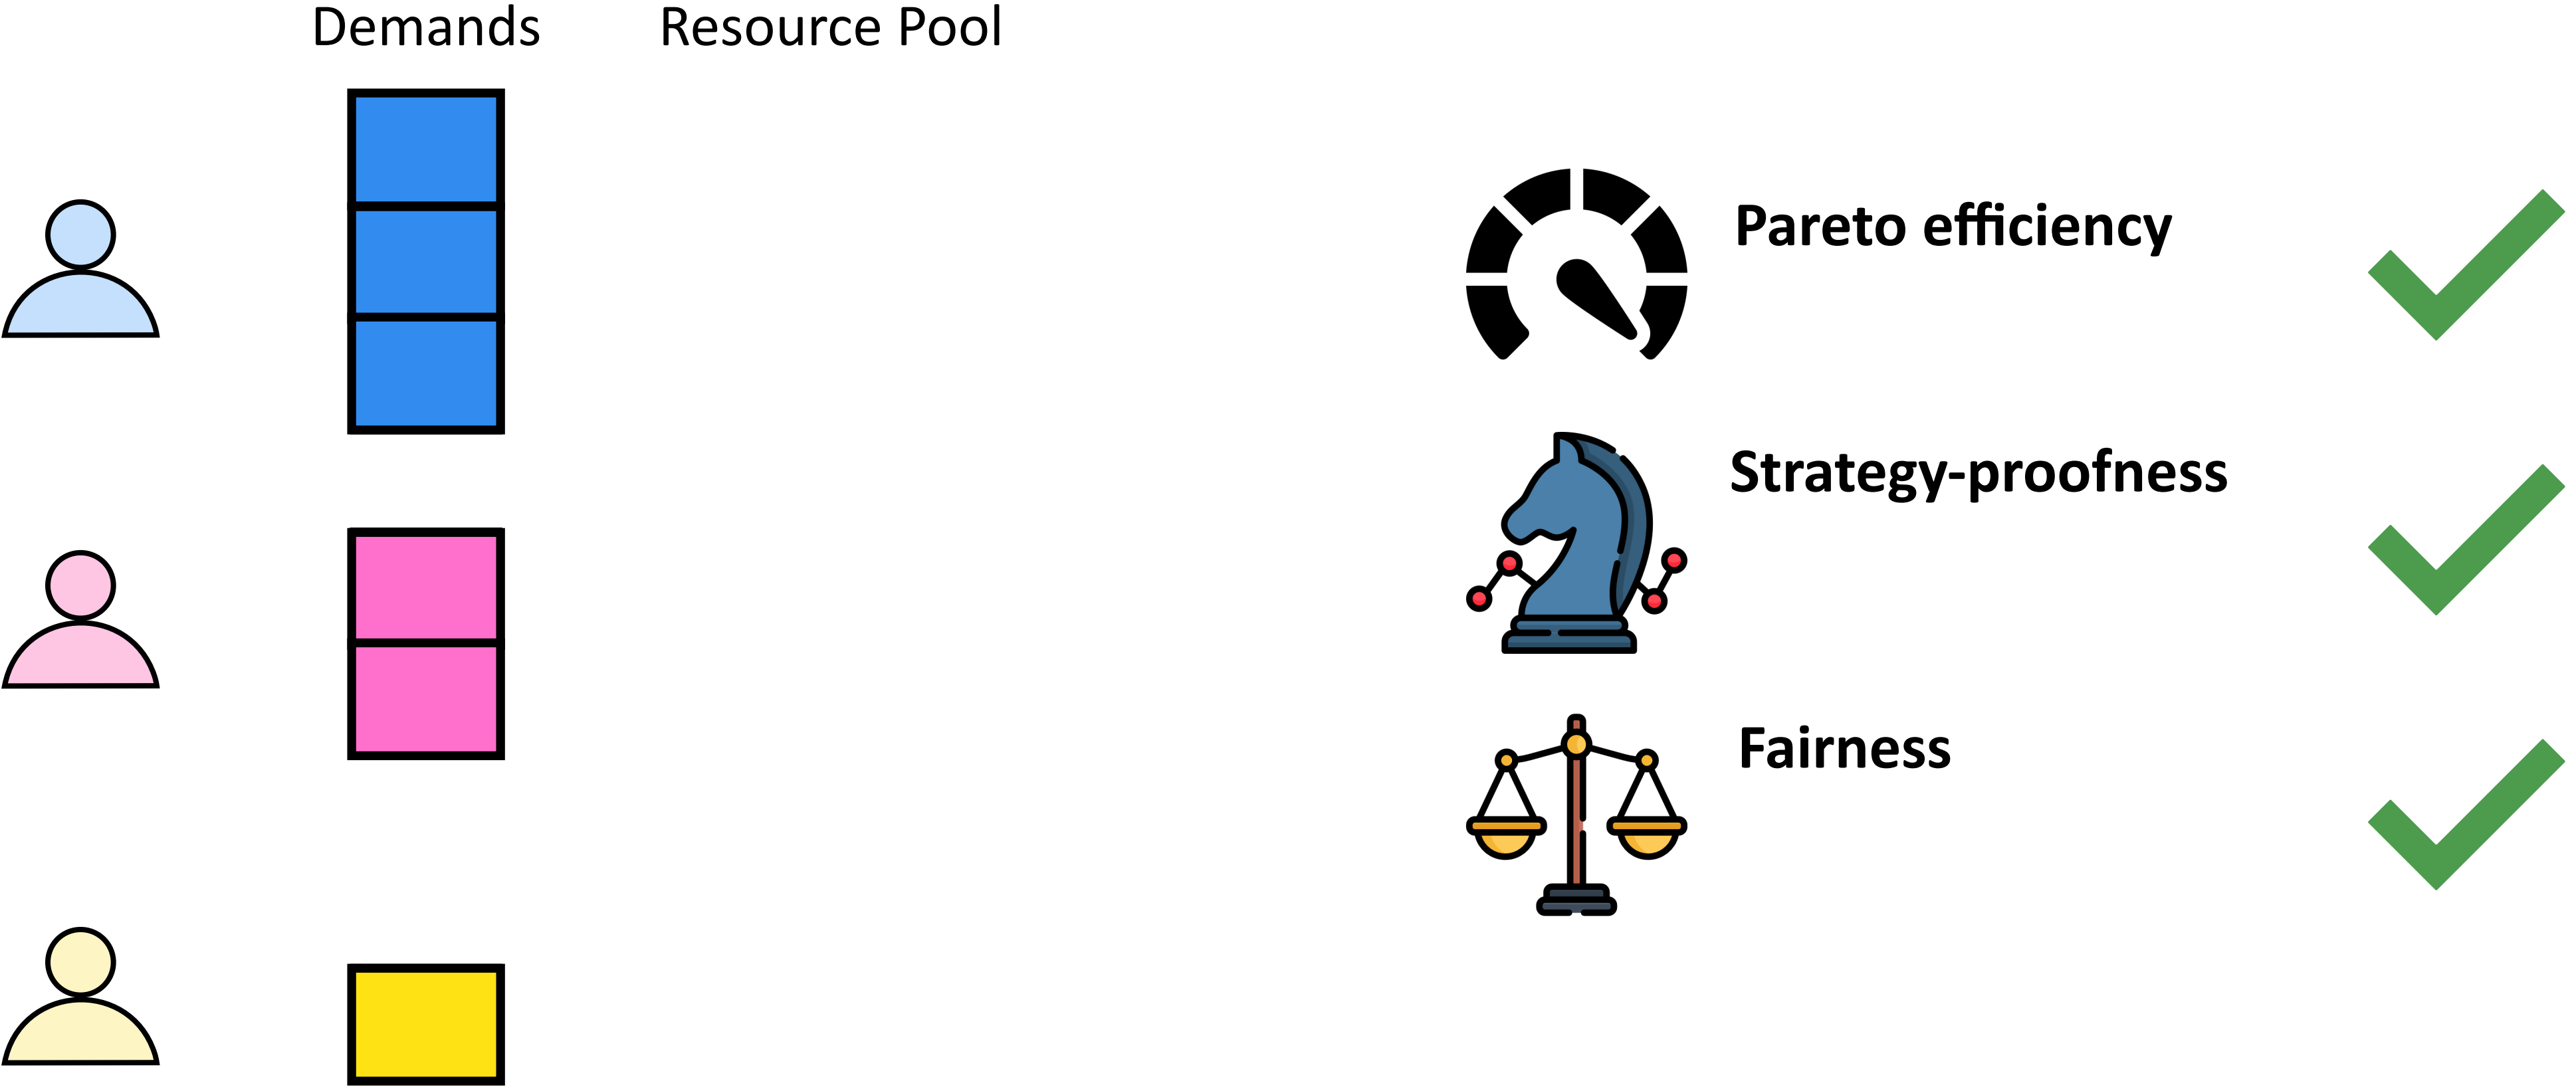 Demands
Resource Pool
Pareto efficiency
Strategy-proofness
Fairness